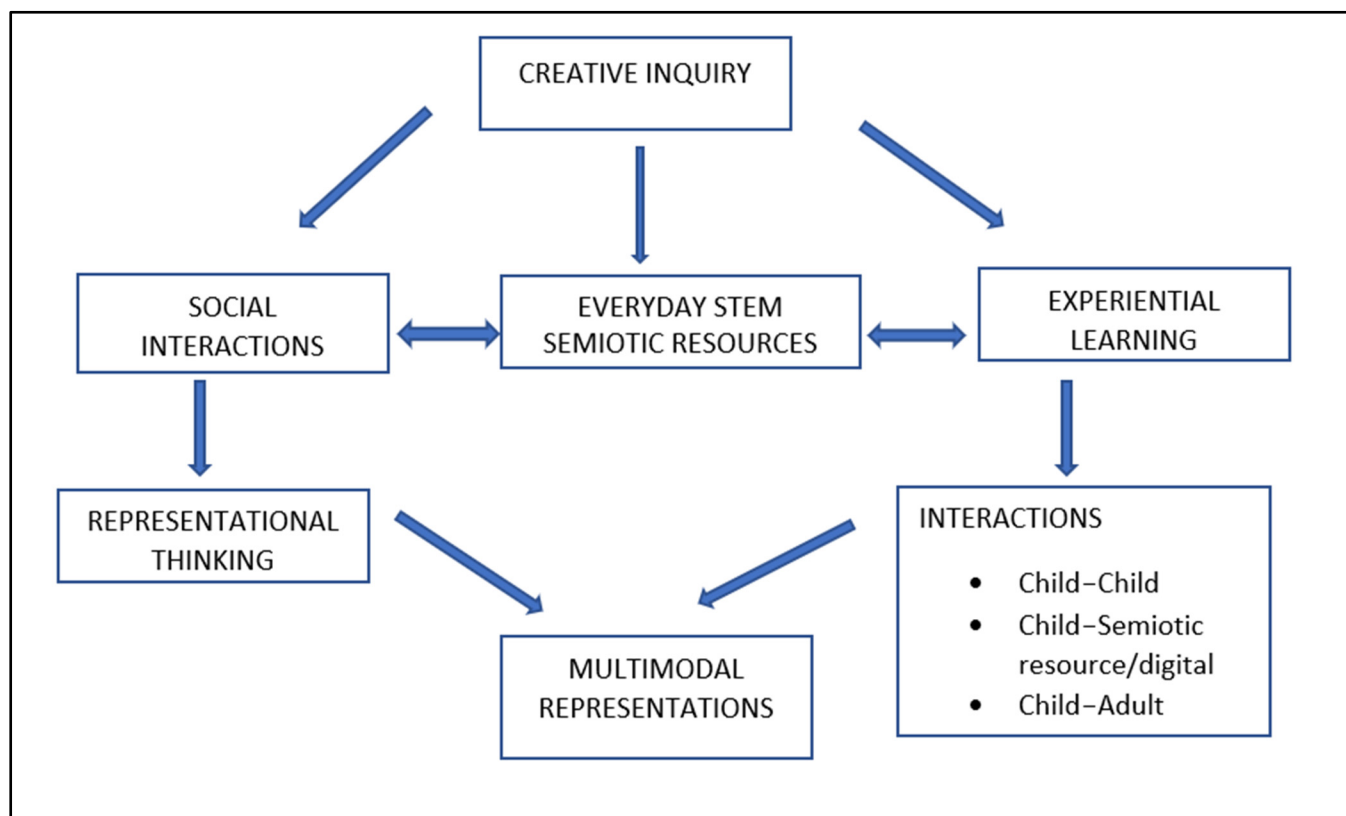 CREATIVE INQUIRY
SOCIAL
INTERACTIONS
EVERYDAY STEM
SEMIOTIC RESOURCES
EXPERIENTIAL
LEARNING
REPRESENTATIONAL
THINKING
MULTIMODAL
REPRESENTATIONS
INTERACTIONS
• Child–Child
• Child–Semiotic
resource/digital
• Child–Adult